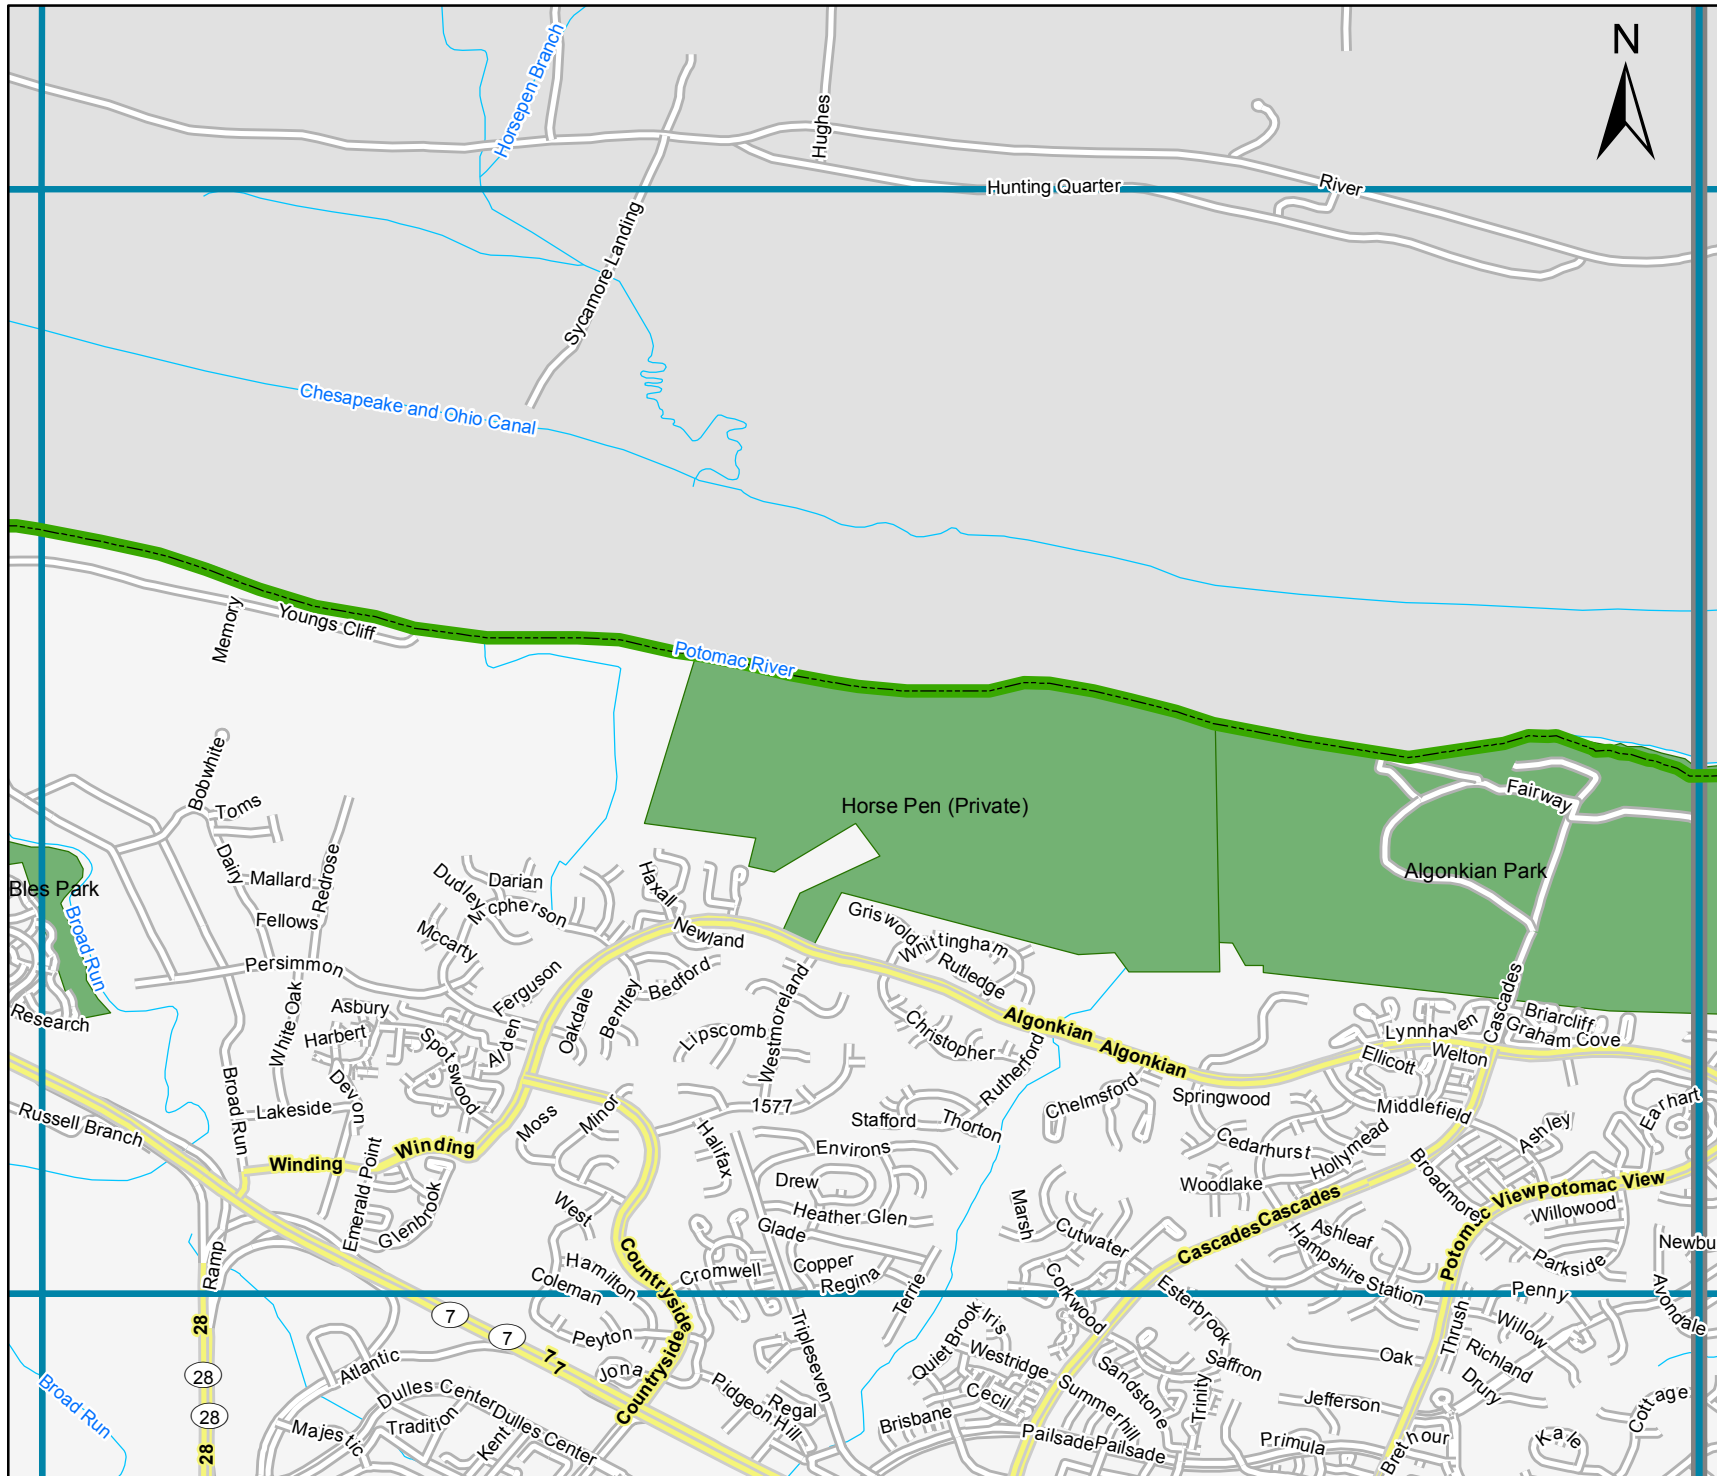 N
Horsepen Branch
Hughes
Hunting Quarter
River
Sycamore Landing
Chesapeake and Ohio Canal
Memory
Youngs Cliff
Potomac River
Bobwhite
Toms
Horse Pen (Private)
Fairway
Algonkian Park
Bles Park
Broad Run
Dairy
Mallard
Redrose
Fellows
Dudley
Darian
Mcpherson
Mccarty
Haxall
Newland
Griswold
Whittingham
Rutledge
Persimmon
White Oak
Asbury
Harbert
Ferguson
Oakdale
Bentley
Bedford
Westmoreland
Lipscomb
Christopher
Algonkian
Algonkian
Cascades
Briarcliff
Graham Cove
Lynnhaven
Welton
Ellicott
Research
Spotswood
Alden
Devon
Rutherford
Chelmsford
Springwood
Middlefield
Earhart
Russell Branch
Broad Run
Lakeside
Moss
Minor
1577
Halifax
Stafford
Thorton
Environs
Cedarhurst
Hollymead
Ashley
Winding
Winding
Emerald Point
Glenbrook
West
Drew
Heather Glen
Glade
Marsh
Woodlake
Broadmore
Potomac View
Potomac View
Willowood
Cascades
Cascades
Cutwater
Ashleaf
Hampshire Station
Parkside
Newbu
Ramp
Countryside
Hamilton
Coleman
Cromwell
Copper
Regina
Terrie
Corkwood
Esterbrook
Penny
Avondale
28
7
7
7
7
Peyton
Jona
Countryside
Tripleseven
Quiet Brook
Iris
Westridge
Thrush
Willow
Richland
Oak
Drury
Atlantic
28
28
28
Broad Run
Dulles Center
Dulles Center
Tradition
Kent
Majestic
Pidgeon Hill
Regal
Brisbane
Cecil
Summerhill
Sandstone
Trinity
Saffron
Jefferson
Cottage
Pailsade
Pailsade
Primula
Brethour
Kale